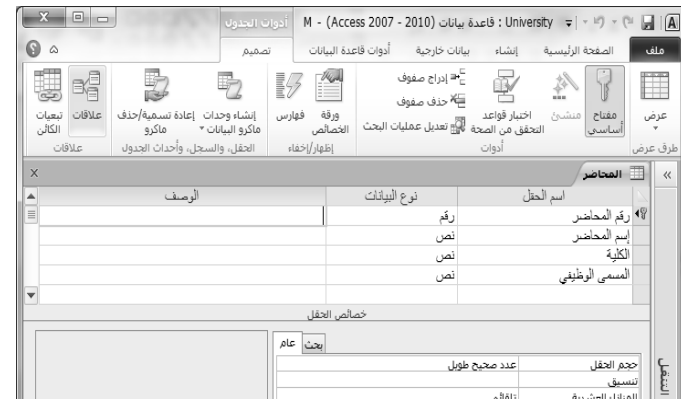 University : قاعدة بيانات (Access 2007 - 2010) - M
أدوات الجدول
ملف
الصفحة الرئيسية
إنشاء
بيانات خارجية
أدوات قاعدة البيانات
تصميم
عرض
مفتاح أساسي
منشئ
اختبار قواعد التحقق من الصحة
إدراج صفوف
حذف صفوف
تعديل عمليات البحث
ورقة الخصائص
فهارس
إنشاء وحدات ماكرو البيانات
إعادة تسمية/حذف ماكرو
علاقات
تبعيات الكائن
طرق عرض
أدوات
إظهار/إخفاء
الحقل، والسجل، وأحداث الجدول
علاقات
المحاضر
اسم الحقل
نوع البيانات
الوصف
رقم المحاضر
رقم
إسم المحاضر
نص
الكلية
نص
المسمى الوظيفي
نص
خصائص الحقل
عام
بحث
حجم الحقل
عدد صحيح طويل
تنسيق